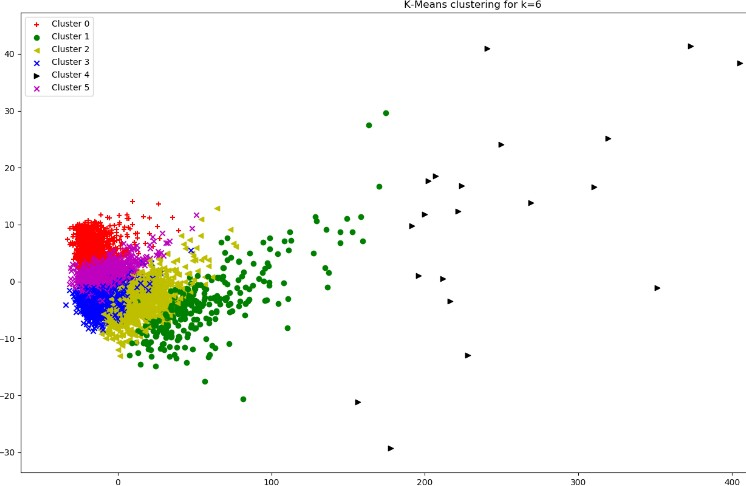 K-Means clustering for k=6
Cluster 0
Cluster 1
Cluster 2
Cluster 3
Cluster 4
Cluster 5
40
30
20
10
0
−10
−20
−30
0
100
200
300
400